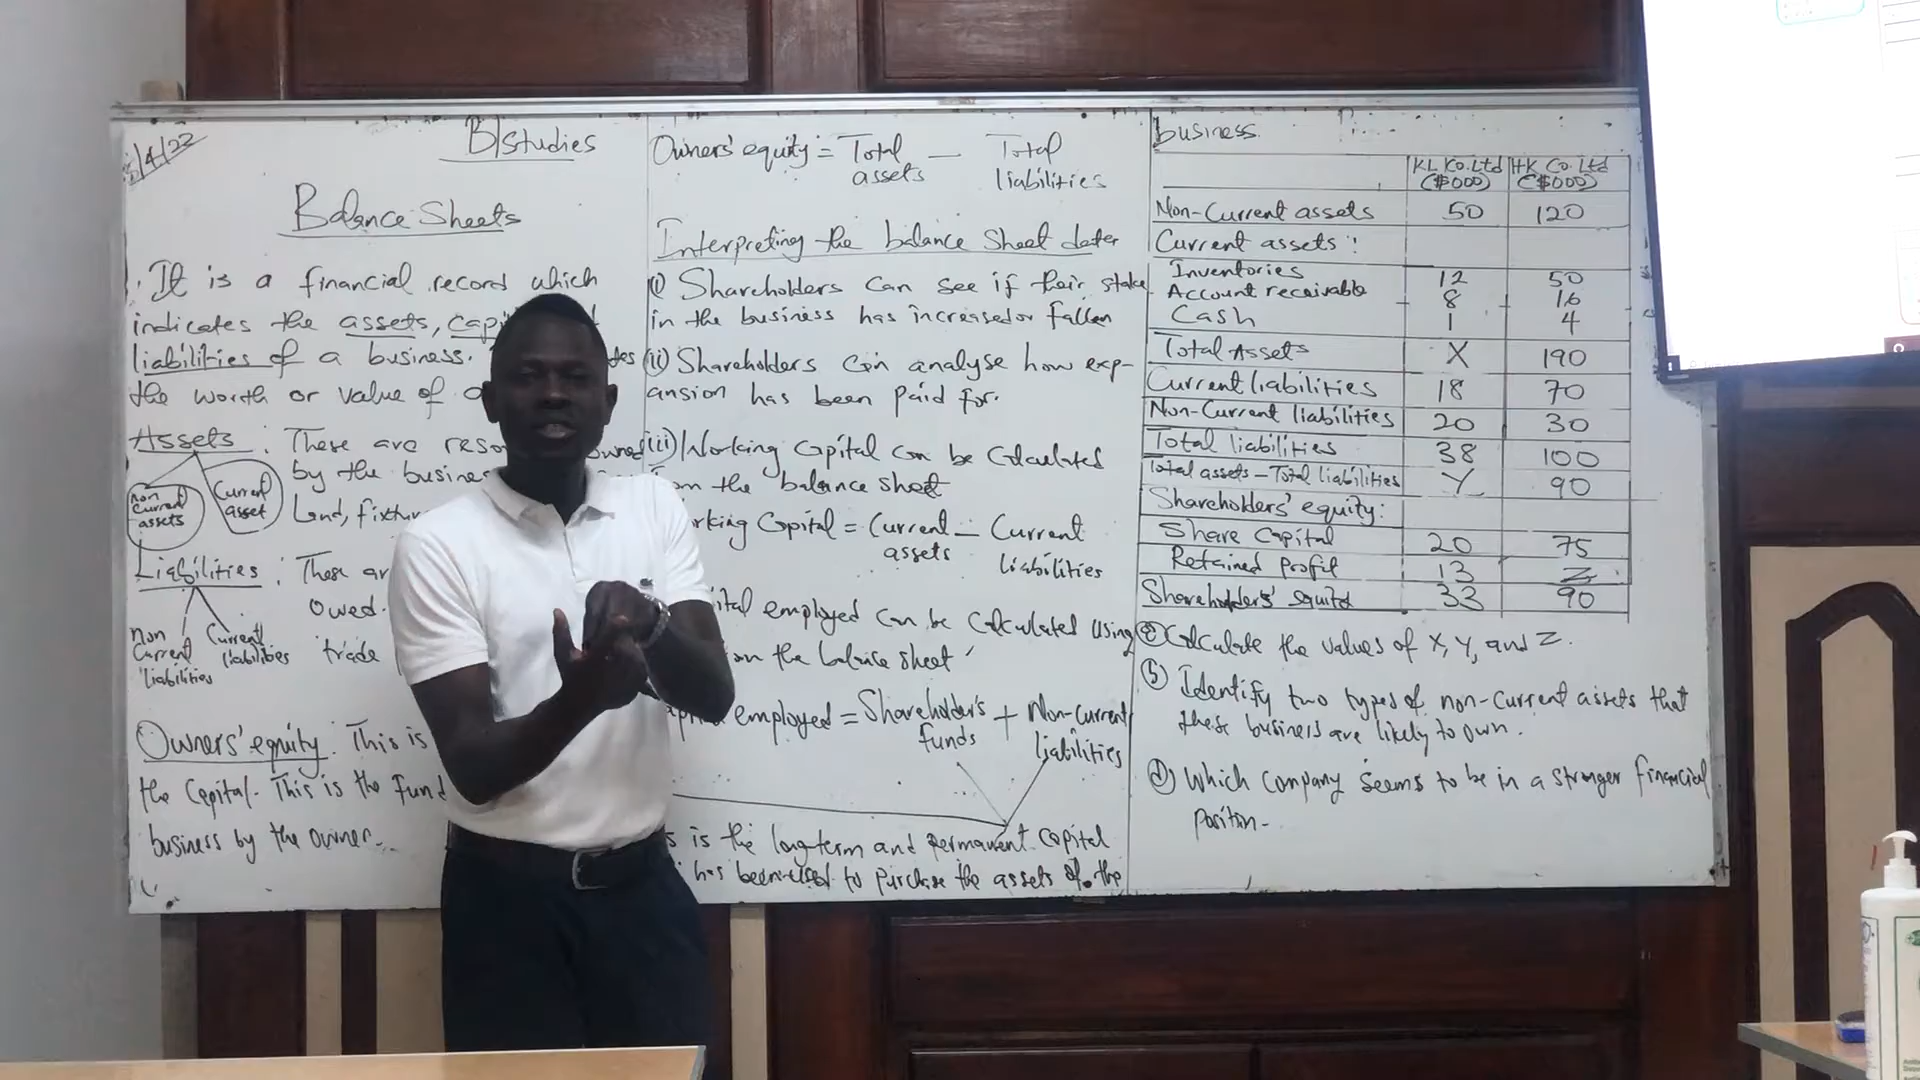 /4/22
B/studies
Balance Sheets
It is a financial record which
indicates the assets,
liabilities of a business.
the worth or value of
Assets : These are
by the business
Land,
non
current
assets
Current
asset
Liabilities : These
owed.
trade
non
current
liabilities
Current
liabilities
Owners' equity : This is
the Capital. This is the fund
business by the owner.
Owners' equity = Total assets – Total liabilities
Interpreting the balance sheet
(i) Shareholders can see if their stake
in the business has increased or fallen
(ii) Shareholders can analyse how exp-
ansion has been paid for.
(iii) Working Capital can be Calculated
the balance sheet
Capital = Current assets – Current liabilities
employed can be Calculated using
on the balance sheet
employed = Shareholder's funds + Non-current liabilities
is the long term and permanent capital
has been used to purchase the assets of the
business
KL Co. Ltd ($000) HK Co. Ltd ($000)
Non-Current assets 50 120
Current assets :
Inventories 12 50
Account receivable 8 16
Cash 1 4
Total Assets X 190
Current liabilities 18 70
Non-Current liabilities 20 30
Total liabilities 38 100
Total assets – Total liabilities Y 90
Shareholders' equity :
Share Capital 20 75
Retained profit 13 Z
Shareholders' 33 90
Calculate the values of X, Y, and Z.
(b) Identify two types of non-current assets that
these business are likely to own.
(d) Which company seems to be in a stronger financial
position -